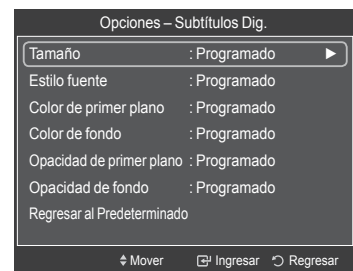 Opciones – Subtítulos Dig.
Tamaño : Programado ►
Estilo fuente : Programado
Color de primer plano : Programado
Color de fondo : Programado
Opacidad de primer plano : Programado
Opacidad de fondo : Programado
Regresar al Predeterminado
Mover Ingresar Regresar